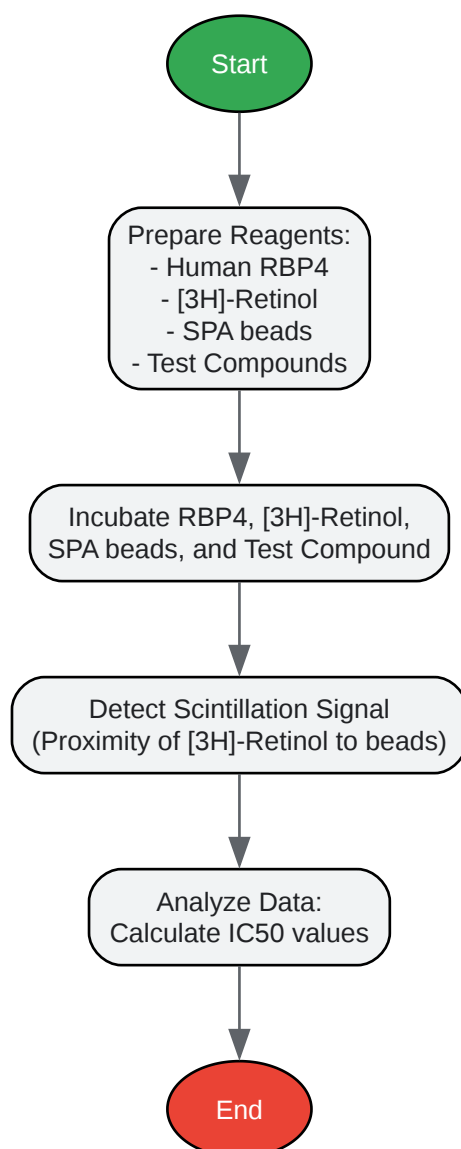 Start
Prepare Reagents:
- Human RBP4
- [3H]-Retinol
- SPA beads
- Test Compounds
Incubate RBP4, [3H]-Retinol,
SPA beads, and Test Compound
Detect Scintillation Signal
(Proximity of [3H]-Retinol to beads)
Analyze Data:
Calculate IC50 values
End